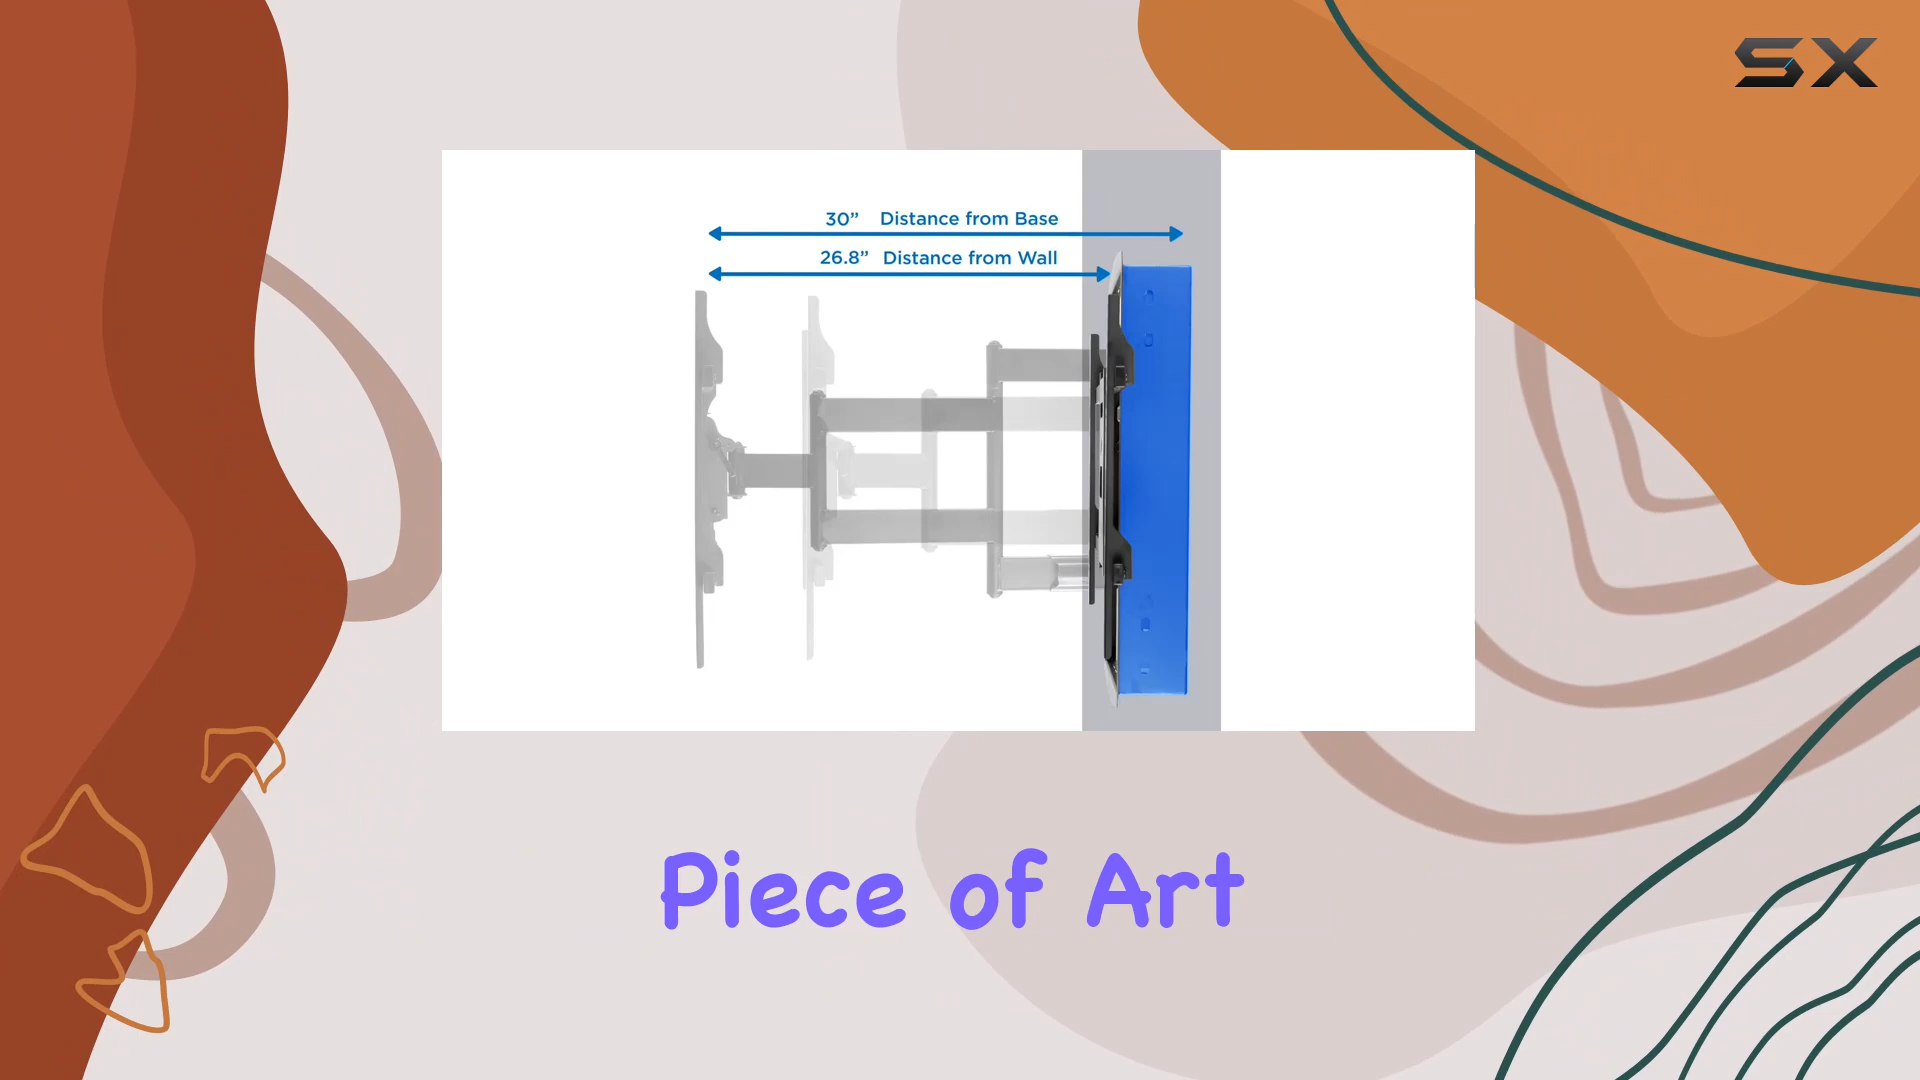 SX
30” Distance from Base
26.8” Distance from Wall
Piece of Art